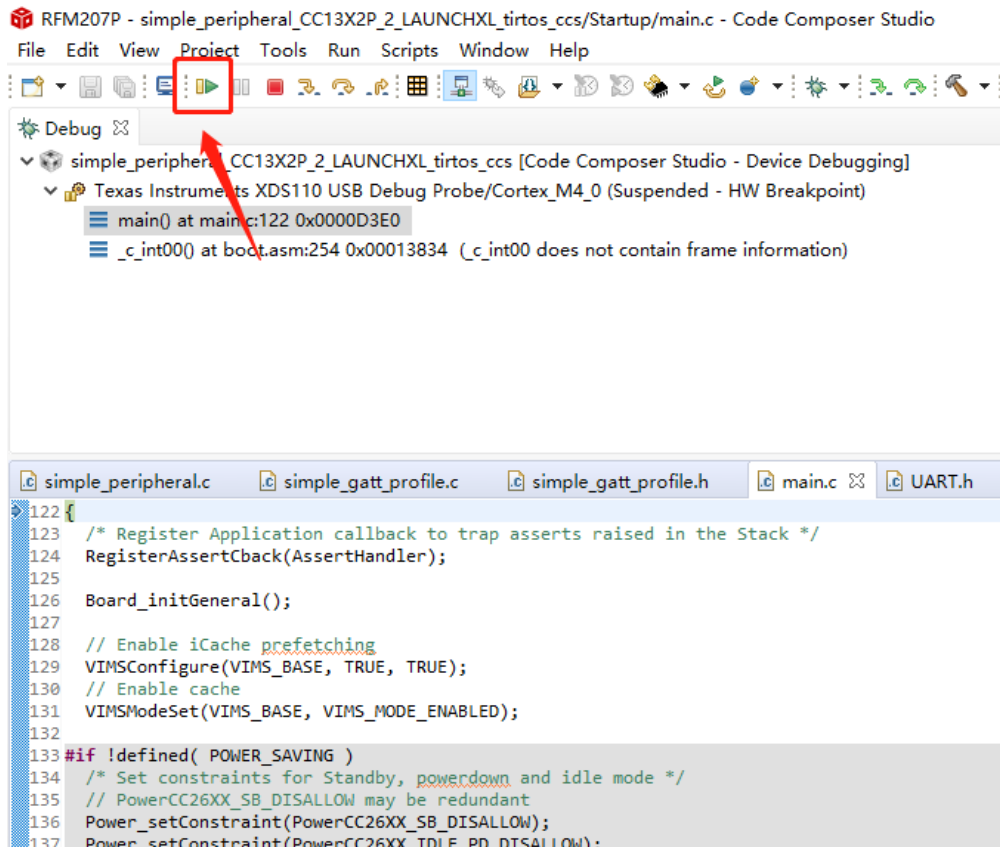 RFM207P - simple_peripheral_CC13X2P_2_LAUNCHXL_tirtos_ccs/Startup/main.c - Code Composer Studio
File Edit View Project Tools Run Scripts Window Help
Debug
simple_peripheral_CC13X2P_2_LAUNCHXL_tirtos_ccs [Code Composer Studio - Device Debugging]
Texas Instruments XDS110 USB Debug Probe/Cortex_M4_0 (Suspended - HW Breakpoint)
main() at main.c:122 0x0000D3E0
_c_int00() at boot.asm:254 0x00013834 (_c_int00 does not contain frame information)
simple_peripheral.c simple_gatt_profile.c simple_gatt_profile.h main.c UART.h
122 {
123 /* Register Application callback to trap asserts raised in the Stack */
124 RegisterAssertCback(AssertHandler);
125
126 Board_initGeneral();
127
128 // Enable iCache prefetching
129 VIMSConfigure(VIMS_BASE, TRUE, TRUE);
130 // Enable cache
131 VIMSModeSet(VIMS_BASE, VIMS_MODE_ENABLED);
132
133 #if !defined( POWER_SAVING )
134 /* Set constraints for Standby, powerdown and idle mode */
135 // PowerCC26XX_SB_DISALLOW may be redundant
136 Power_setConstraint(PowerCC26XX_SB_DISALLOW);
137 Power_setConstraint(PowerCC26XX_IDLE_PD_DISALLOW);